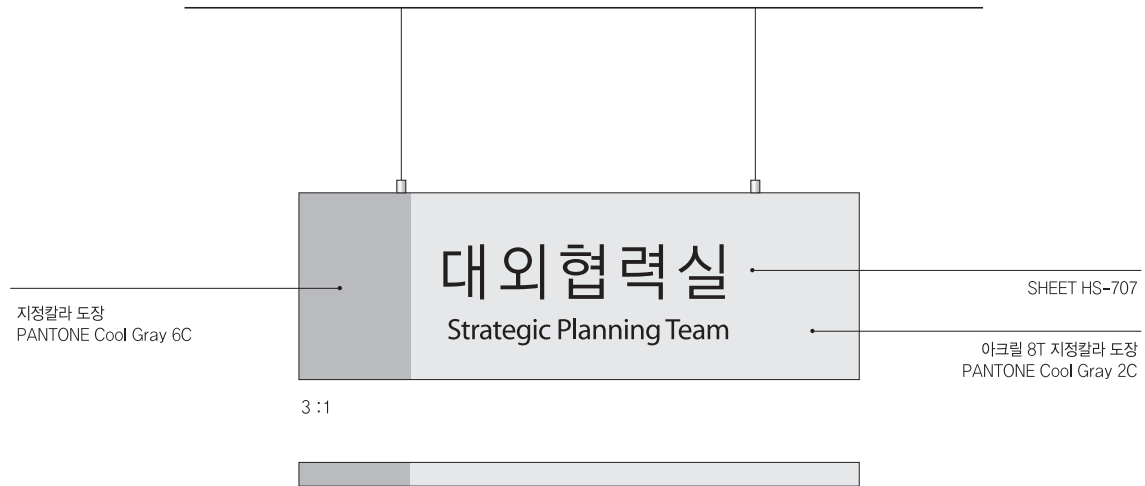 대외협력실
Strategic Planning Team
지정칼라 도장
PANTONE Cool Gray 6C
SHEET HS-707
아크릴 8T 지정칼라 도장
PANTONE Cool Gray 2C
3 :1